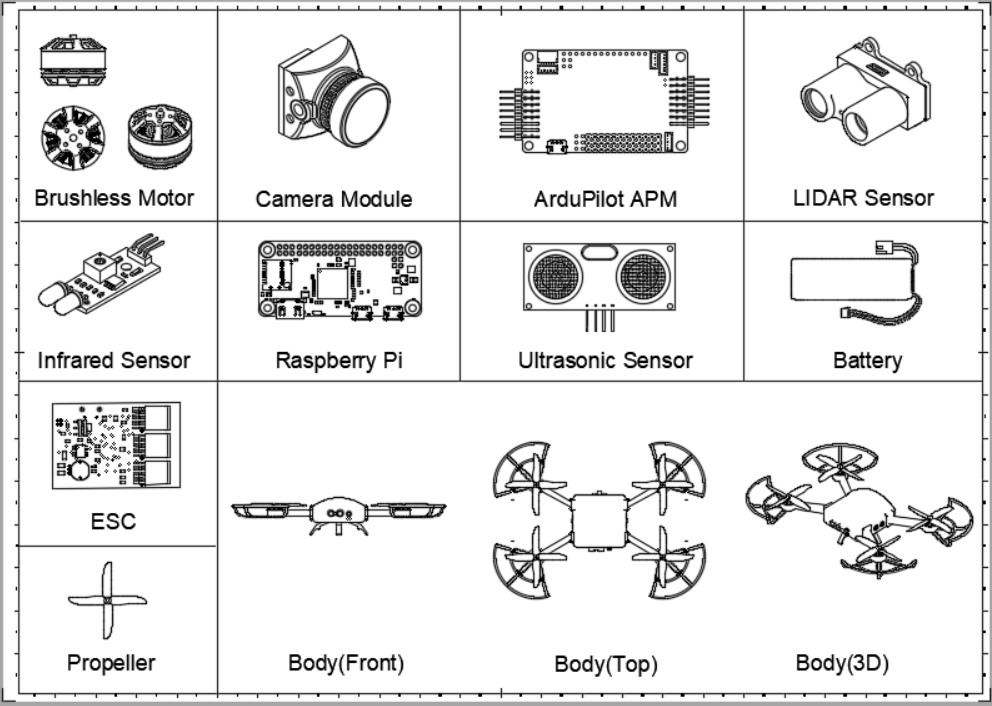 Brushless Motor
Camera Module
ArduPilot APM
LIDAR Sensor
Infrared Sensor
Raspberry Pi
Ultrasonic Sensor
Battery
ESC
Propeller
Body(Front)
Body(Top)
Body(3D)